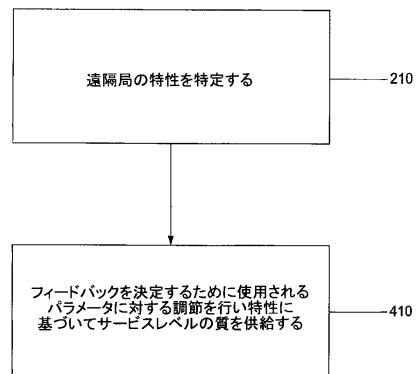 遠隔局の特性を特定する
210
フィードバックを決定するために使用される
パラメータに対する調節を行い特性に
基づいてサービスレベルの質を供給する
410